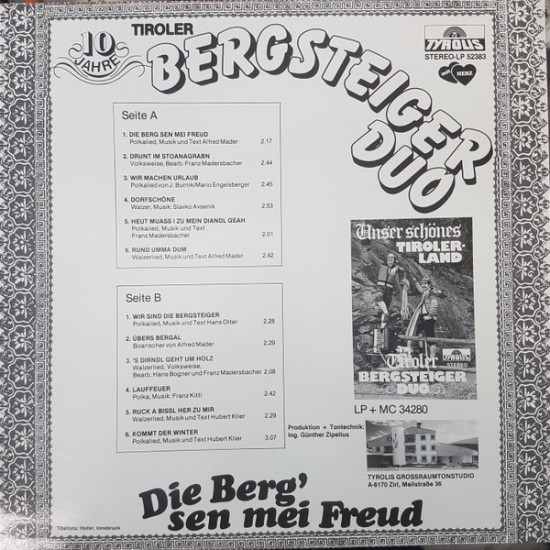 10
JAHRE
TIROLER
BERGSTEIGER
DUO
TYROLIS
STEREO-LP 52383
HERZ
Seite A
1. DIE BERG SEN MEI FREUD
Polkalied, Musik und Text Alfred Mader 2.17
2. DRUNT IM STOANAGRABN
Volksweise, Bearb. Franz Madersbacher 2.44
3. WIR MACHEN URLAUB
Polkalied von J. Burnik/Mario Engelsberger 2.45
4. DORFSCHÖNE
Walzer, Musik: Slavko Avsenik 2.53
5. HEUT MUASS I ZU MEIN DIANDL GEAH
Polkalied, Musik und Text
Franz Madersbacher 2.01
6. RUND UMMA DUM
Walzerlied, Musik und Text Alfred Mader 2.42
Seite B
1. WIR SIND DIE BERGSTEIGER
Polkalied, Musik und Text Hans Otter 2.28
2. ÜBERS BERGAL
Boarischer von Alfred Mader 2.29
3. 'S DIRNDL GEHT UM HOLZ
Walzerlied, Volksweise,
Bearb. Hans Bogner und Franz Madersbacher 2.08
4. LAUFFEUER
Polka, Musik: Franz Kittl 2.42
5. RUCK A BISSL HER ZU MIR
Walzerlied, Musik und Text Hubert Klier 2.29
6. KOMMT DER WINTER
Polkalied, Musik und Text Hubert Klier 3.07
Unser schönes
TIROLER-
LAND
Tiroler
BERGSTEIGER
DUO
TYROLIS
STEREO
LP + MC 34280
Produktion + Tontechnik:
Ing. Günther Zipelius
TYROLIS GROSSRAUMTONSTUDIO
A-6170 Zirl, Meilstraße 36
Die Berg'
sen mei Freud
Titelfoto: Hofer, Innsbruck